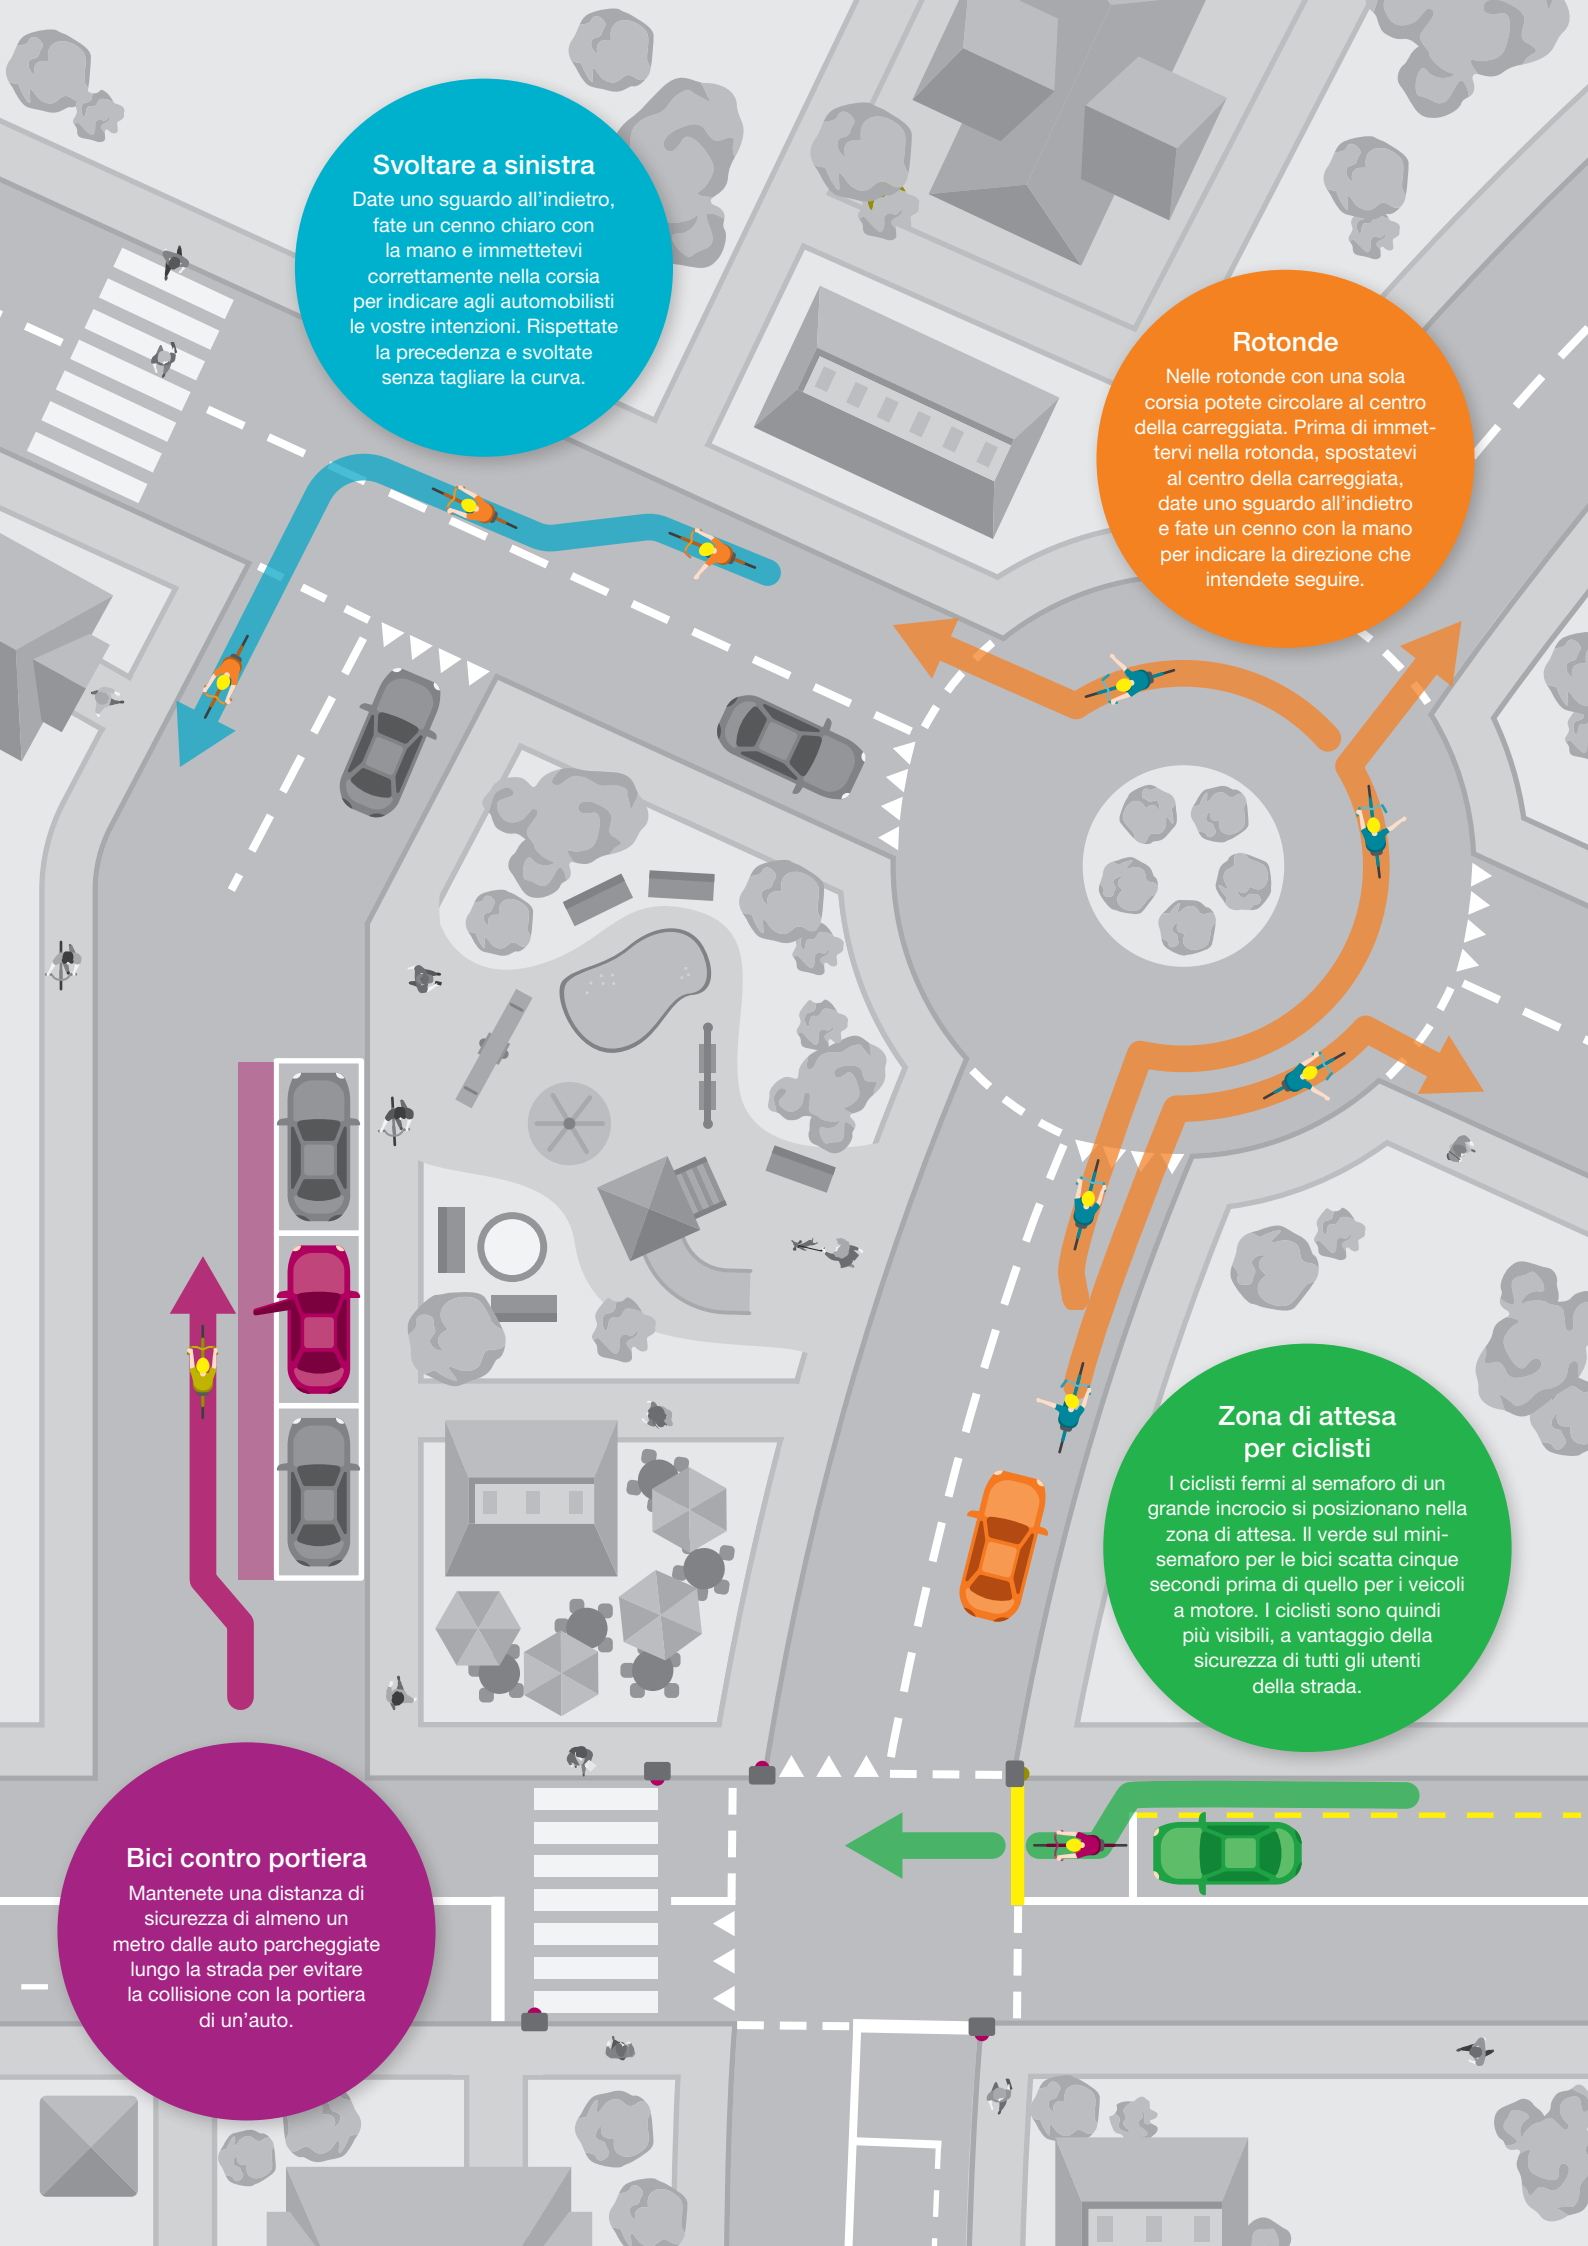 Svoltare a sinistra
Date uno sguardo all’indietro,
fate un cenno chiaro con
la mano e immettetevi
correttamente nella corsia
per indicare agli automobilisti
le vostre intenzioni. Rispettate
la precedenza e svoltate
senza tagliare la curva.
Rotonde
Nelle rotonde con una sola
corsia potete circolare al centro
della carreggiata. Prima di immet-
tervi nella rotonda, spostatevi
al centro della carreggiata,
date uno sguardo all’indietro
e fate un cenno con la mano
per indicare la direzione che
intendete seguire.
Zona di attesa
per ciclisti
I ciclisti fermi al semaforo di un
grande incrocio si posizionano nella
zona di attesa. Il verde sul mini-
semaforo per le bici scatta cinque
secondi prima di quello per i veicoli
a motore. I ciclisti sono quindi
più visibili, a vantaggio della
sicurezza di tutti gli utenti
della strada.
Bici contro portiera
Mantenete una distanza di
sicurezza di almeno un
metro dalle auto parcheggiate
lungo la strada per evitare
la collisione con la portiera
di un’auto.